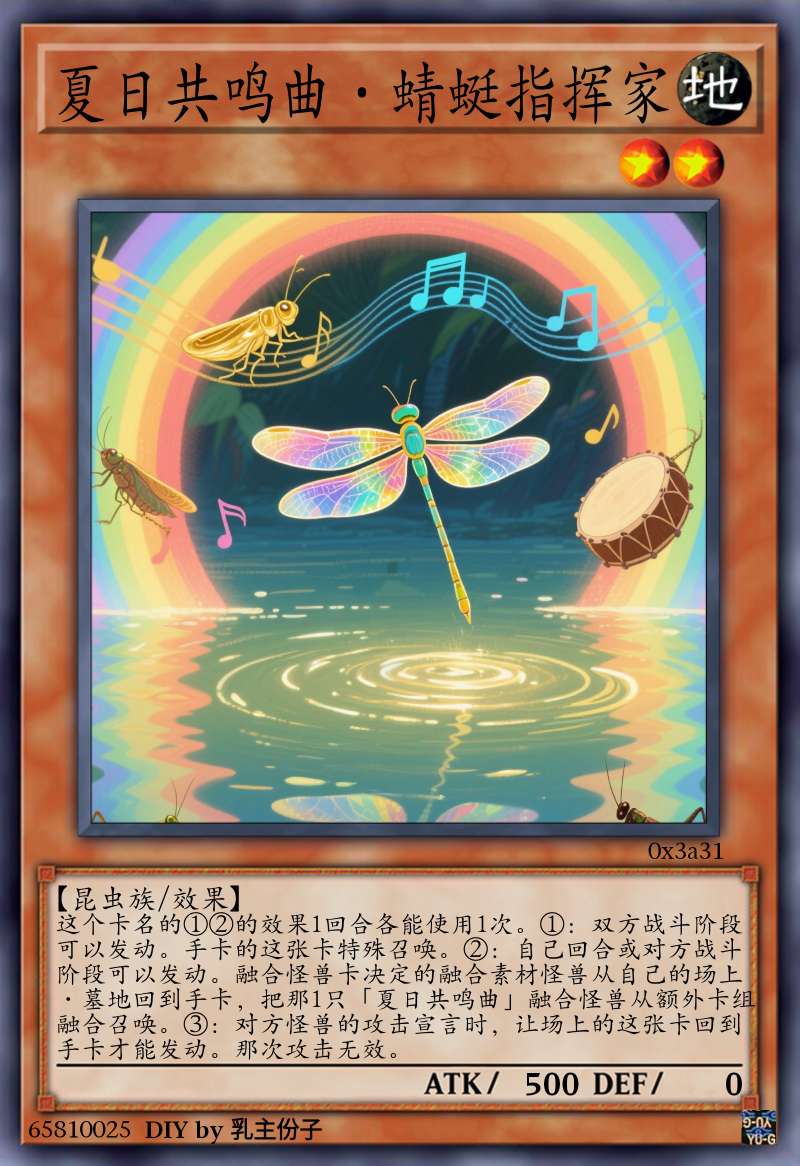 夏日共鸣曲・蜻蜓指挥家
地
0x3a31
【昆虫族/效果】
这个卡名的①②的效果1回合各能使用1次。①：双方战斗阶段
可以发动。手卡的这张卡特殊召唤。②：自己回合或对方战斗
阶段可以发动。融合怪兽卡决定的融合素材怪兽从自己的场上
・墓地回到手卡，把那1只「夏日共鸣曲」融合怪兽从额外卡组
融合召唤。③：对方怪兽的攻击宣言时，让场上的这张卡回到
手卡才能发动。那次攻击无效。
ATK/ 500 DEF/ 0
65810025 DIY by 乳主份子